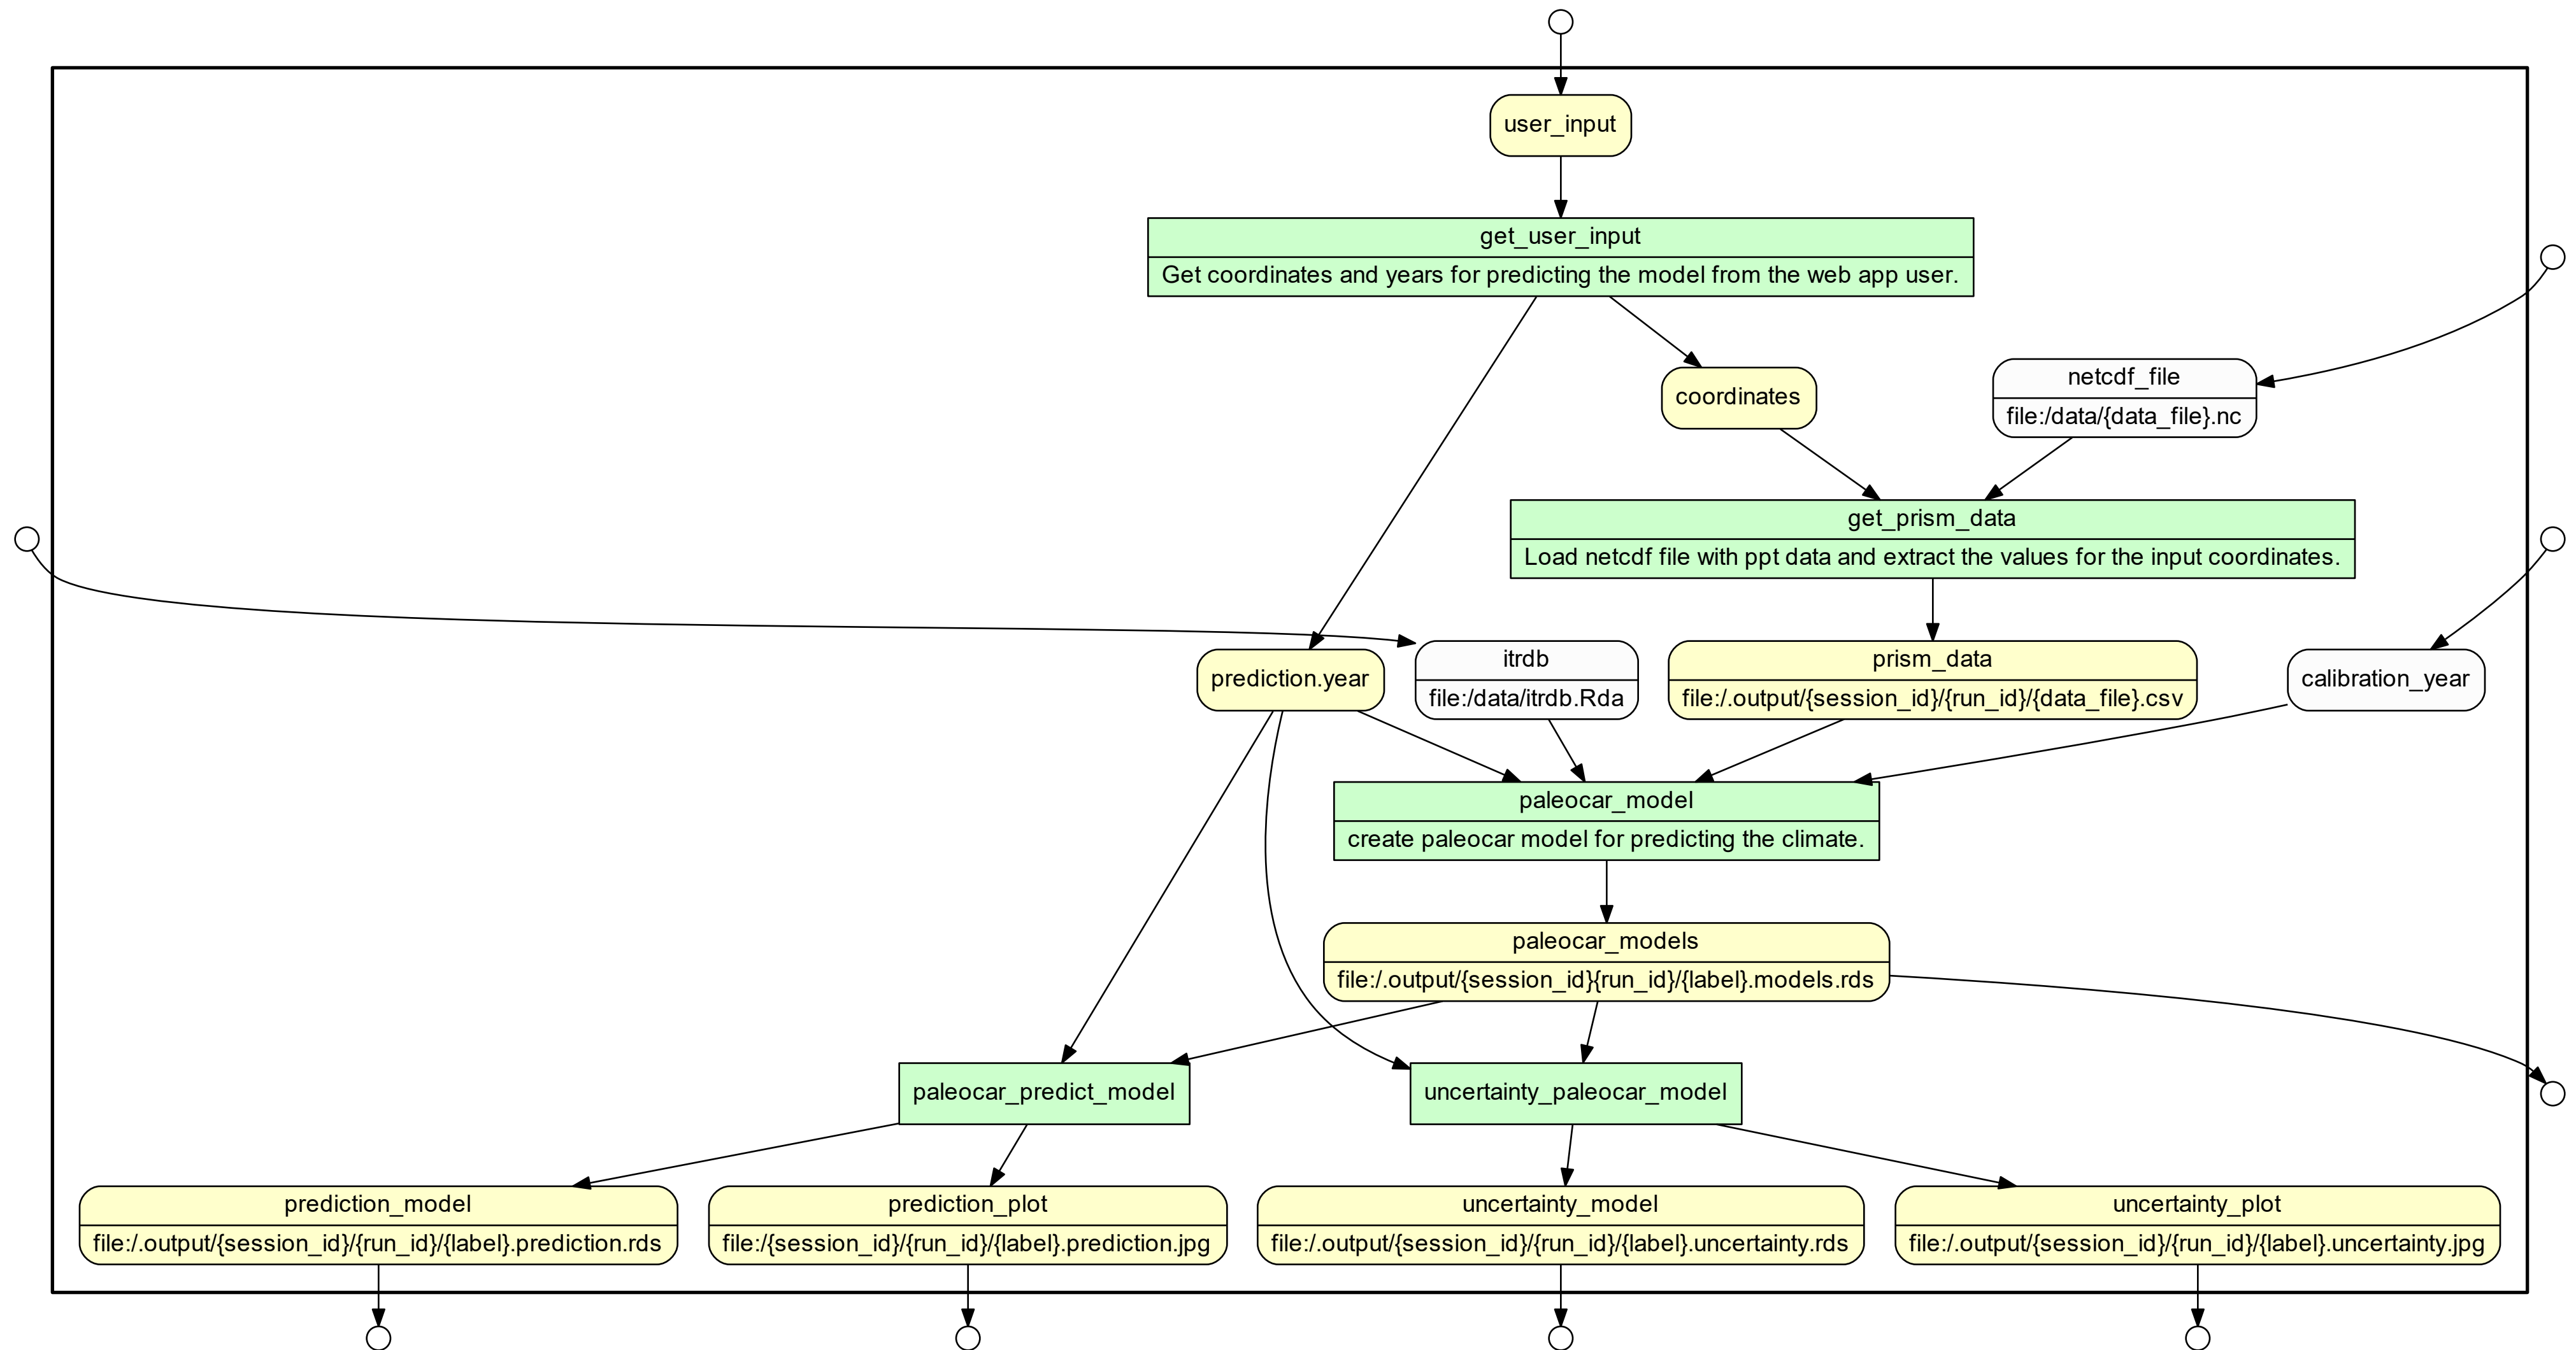 user_input
get_user_input
Get coordinates and years for predicting the model from the web app user.
coordinates
netcdf_file
file:/data/{data_file}.nc
get_prism_data
Load netcdf file with ppt data and extract the values for the input coordinates.
prediction.year
itrdb
file:/data/itrdb.Rda
prism_data
file:/.output/{session_id}/{run_id}/{data_file}.csv
calibration_year
paleocar_model
create paleocar model for predicting the climate.
paleocar_models
file:/.output/{session_id}{run_id}/{label}.models.rds
paleocar_predict_model
uncertainty_paleocar_model
prediction_model
file:/.output/{session_id}/{run_id}/{label}.prediction.rds
prediction_plot
file:/{session_id}/{run_id}/{label}.prediction.jpg
uncertainty_model
file:/.output/{session_id}/{run_id}/{label}.uncertainty.rds
uncertainty_plot
file:/.output/{session_id}/{run_id}/{label}.uncertainty.jpg